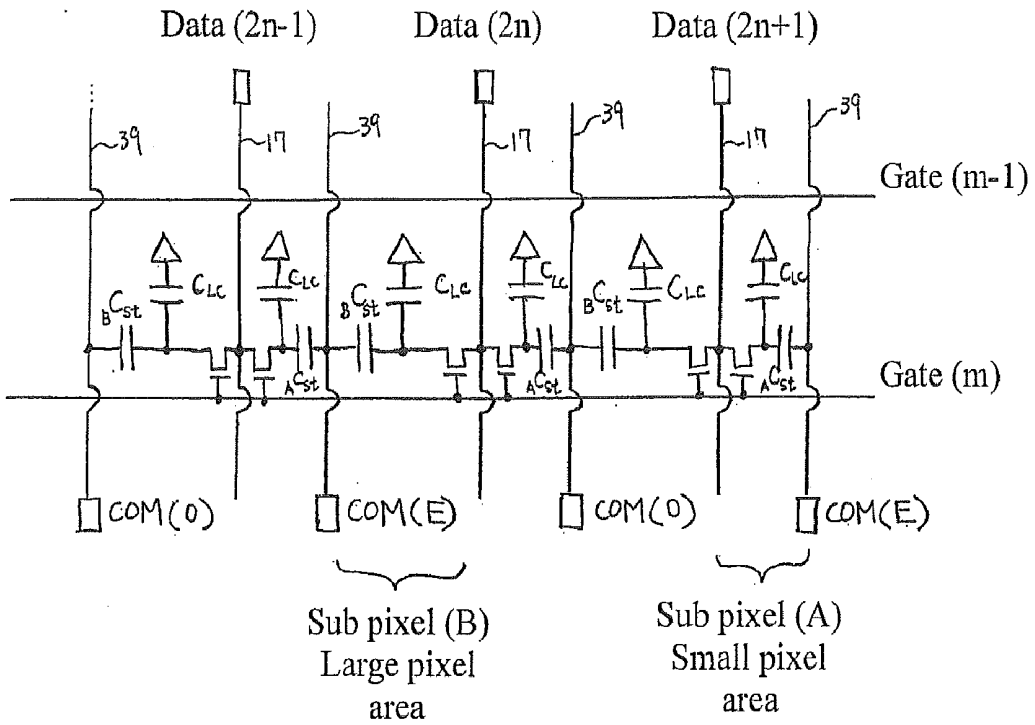 Data (2n-1) Data (2n) Data (2n+1)
39 17 39 17 39 17 39
Gate (m-1)
CLC CLC CLC CLC CLC CLC
BCst BCst BCst
ACst ACst ACst
Gate (m)
COM(O) COM(E) COM(O) COM(E)
Sub pixel (B) Sub pixel (A)
Large pixel Small pixel
area area